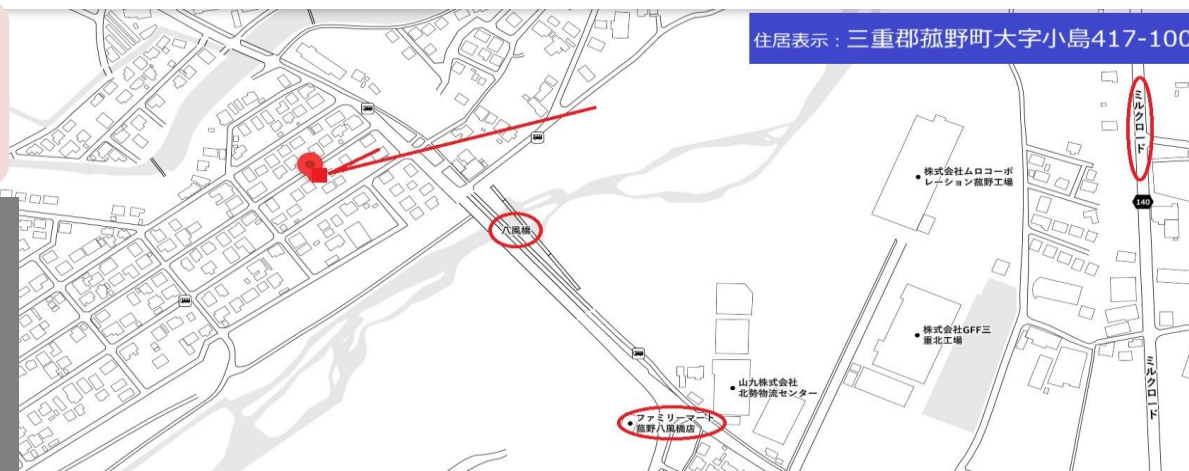 住居表示：三重郡菰野町大字小島417-100
ミルクロード
株式会社ムロコーポ
レーション菰野工場
140
八風橋
株式会社GFF三
重北工場
ミルクロード
山九株式会社
北勢物流センター
ファミリーマート
菰野八風橋店